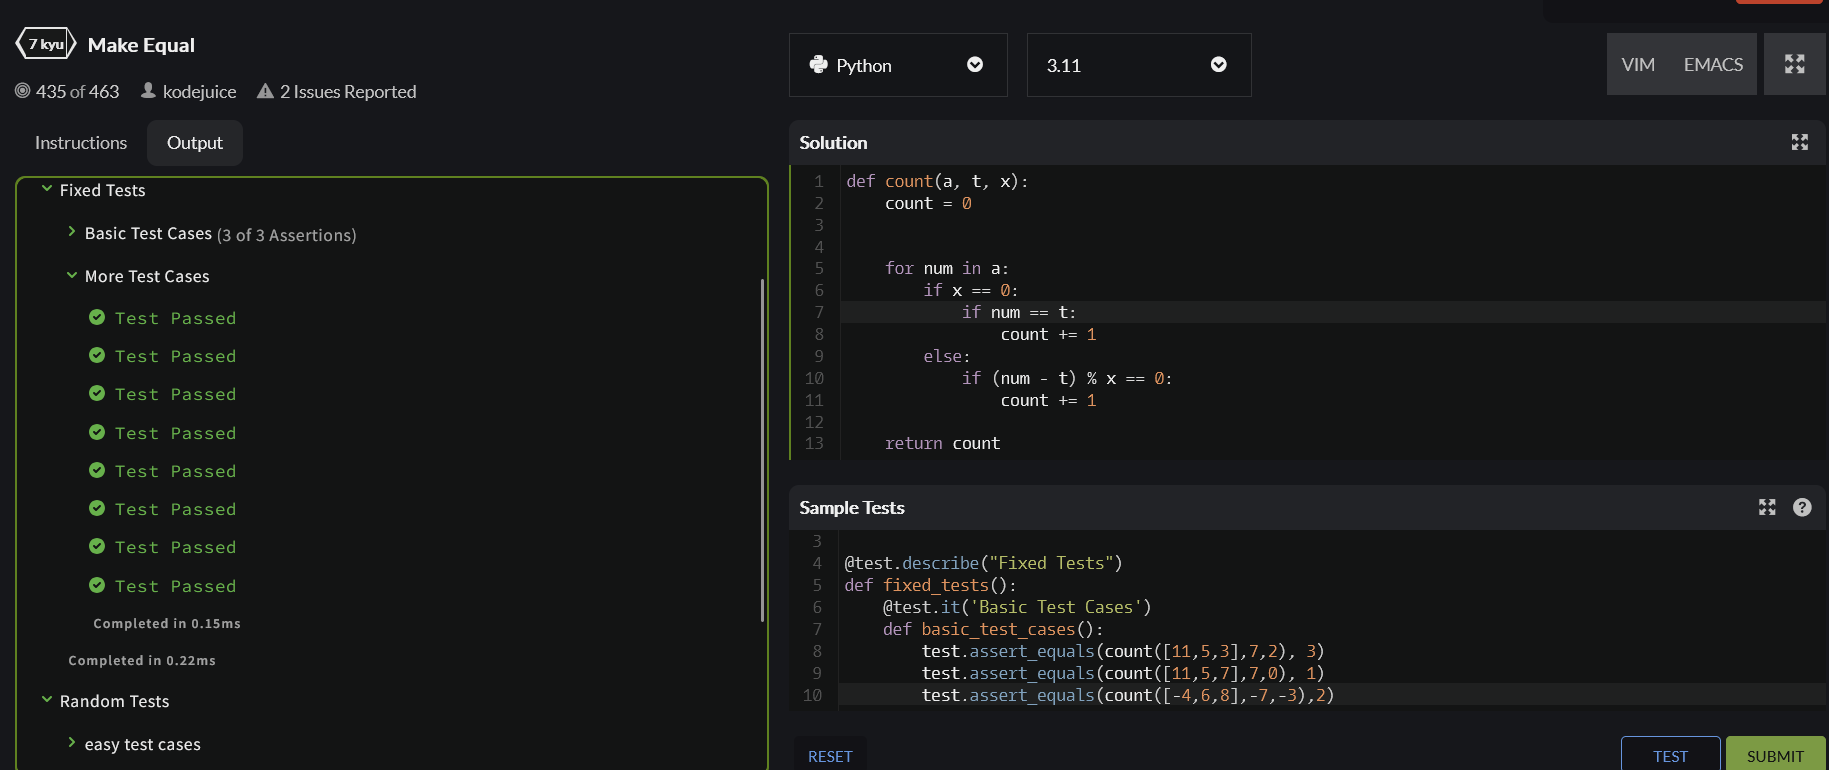 7 kyu Make Equal
435 of 463 kodejuice 2 Issues Reported
Instructions Output
Fixed Tests
Basic Test Cases (3 of 3 Assertions)
More Test Cases
Test Passed
Test Passed
Test Passed
Test Passed
Test Passed
Test Passed
Test Passed
Test Passed
Completed in 0.15ms
Completed in 0.22ms
Random Tests
easy test cases
Python 3.11 VIM EMACS
Solution
1 def count(a, t, x):
2     count = 0
3
4
5     for num in a:
6         if x == 0:
7             if num == t:
8                 count += 1
9         else:
10             if (num - t) % x == 0:
11                 count += 1
12
13     return count
Sample Tests
3
4 @test.describe("Fixed Tests")
5 def fixed_tests():
6     @test.it('Basic Test Cases')
7     def basic_test_cases():
8         test.assert_equals(count([11,5,3],7,2), 3)
9         test.assert_equals(count([11,5,7],7,0), 1)
10         test.assert_equals(count([-4,6,8],-7,-3),2)
RESET TEST SUBMIT